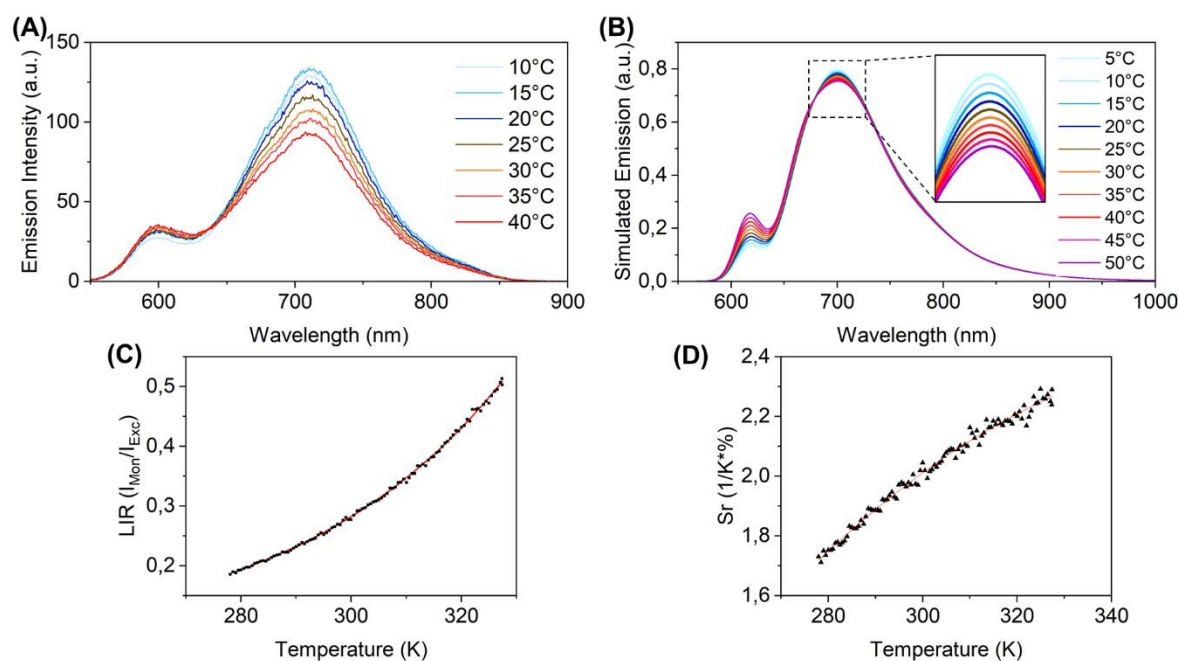 (A)
150
100
50
0
Emission Intensity (a.u.)
10°C
15°C
20°C
25°C
30°C
35°C
40°C
600
700
800
900
Wavelength (nm)
(B)
0,8
0,6
0,4
0,2
0,0
Simulated Emission (a.u.)
5°C
10°C
15°C
20°C
25°C
30°C
35°C
40°C
45°C
50°C
600
700
800
900
1000
Wavelength (nm)
(C)
0,5
0,4
0,3
0,2
LIR (I_Mon/I_Exc)
280
300
320
Temperature (K)
(D)
2,4
2,2
2,0
1,8
1,6
Sr (1/K*%)
280
300
320
340
Temperature (K)